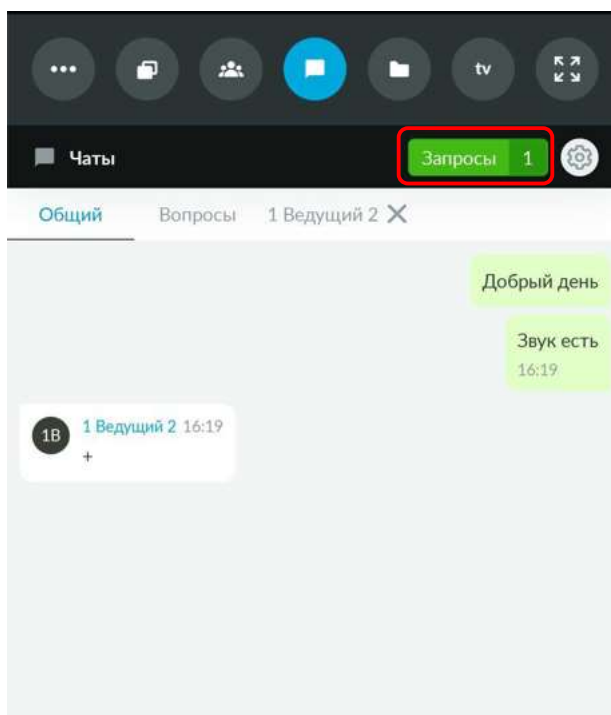 tv
Чаты
Запросы 1
Общий Вопросы 1 Ведущий 2
Добрый день
Звук есть
16:19
1В
1 Ведущий 2 16:19
+